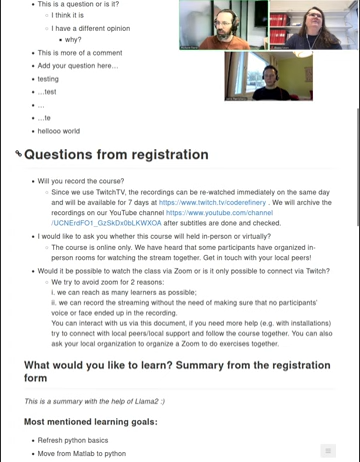 This is a question or is it?
I think it is
I have a different opinion
why?
This is more of a comment
Add your question here…
testing
…test
…
…te
hellooo world
Questions from registration
Will you record the course?
Since we use TwitchTV, the recordings can be re-watched immediately on the same day
and will be available for 7 days at https://www.twitch.tv/coderefinery . We will archive the
recordings on our YouTube channel https://www.youtube.com/channel
/UCNErdFO1_GzSkDx0bLKWXOA after subtitles are done and checked.
I would like to ask you whether this course will held in-person or virtually?
The course is online only. We have heard that some participants have organized in-
person rooms for watching the stream together. Get in touch with your local peers!
Would it be possible to watch the class via Zoom or is it only possible to connect via Twitch?
We try to avoid zoom for 2 reasons:
i. we can reach as many learners as possible;
ii. we can record the streaming without the need of making sure that no participants'
voice or face ended up in the recording.
You can interact with us via this document, if you need more help (e.g. with installations)
try to connect with local peers/local support and follow the course together. You can also
ask your local organization to organize a Zoom to do exercises together.
What would you like to learn? Summary from the registration
form
This is a summary with the help of Llama2 :)
Most mentioned learning goals:
Refresh python basics
Move from Matlab to python